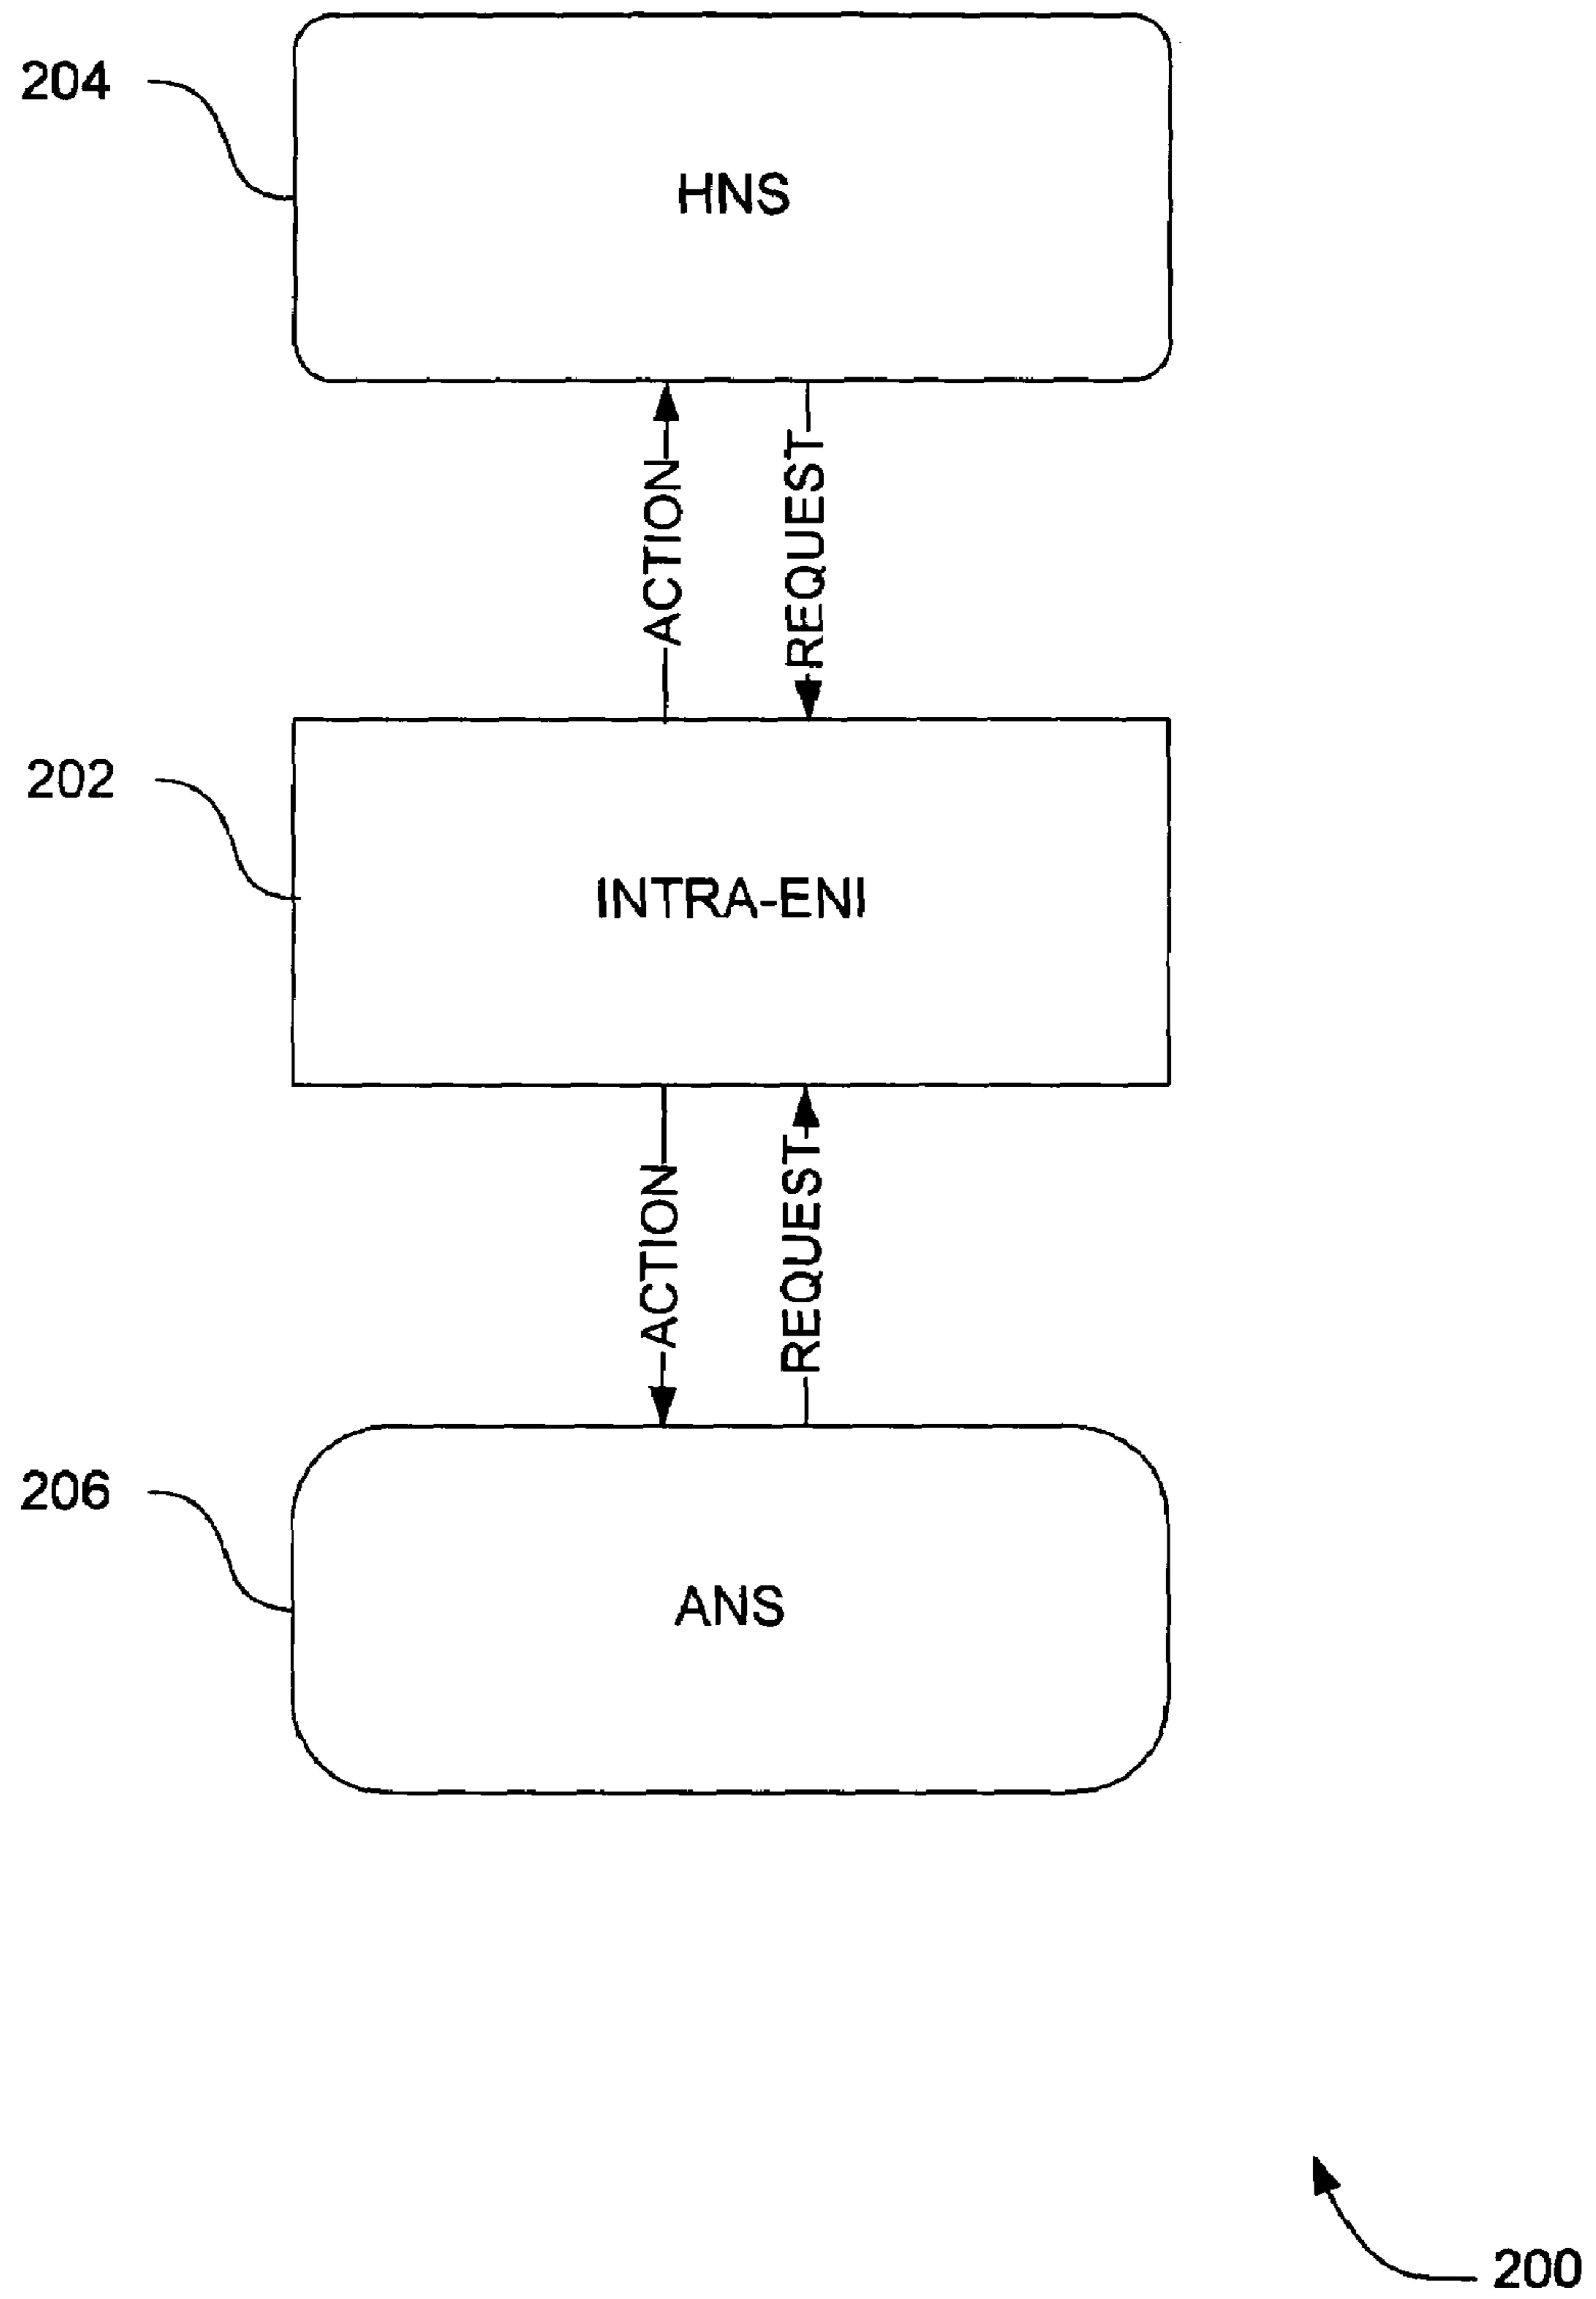 204
HNS
ACTION
REQUEST
202
INTRA-ENI
ACTION
REQUEST
206
ANS
200